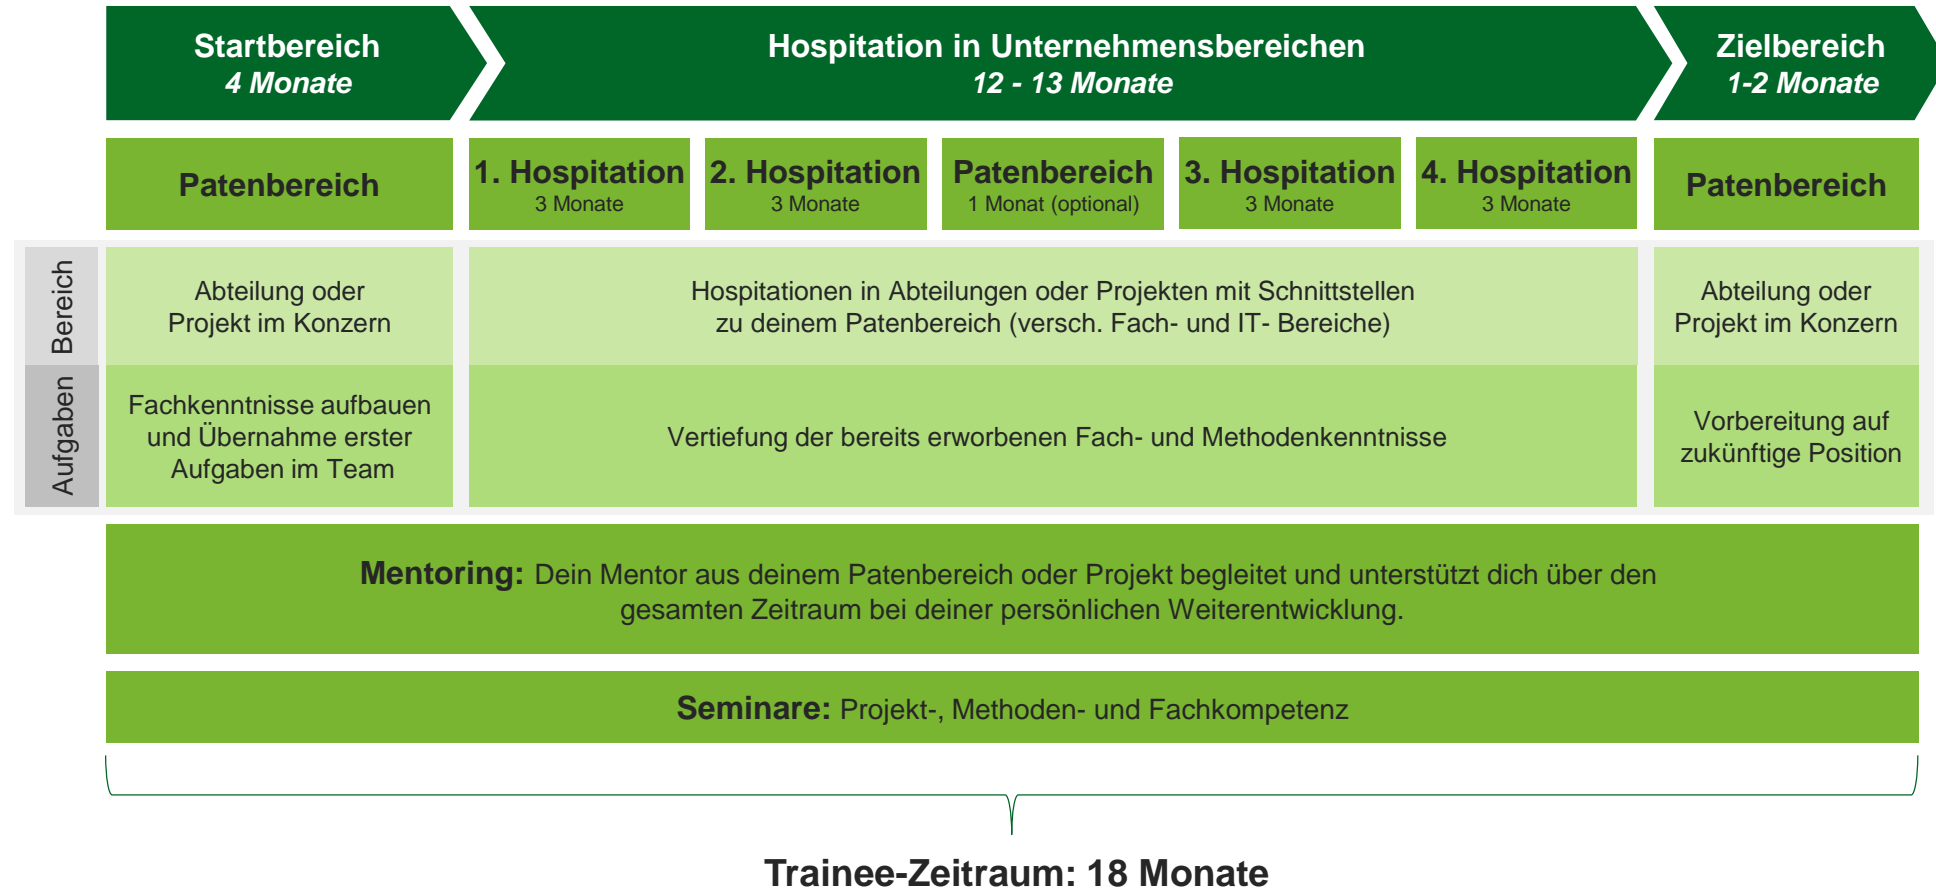 Startbereich
4 Monate
Hospitation in Unternehmensbereichen
12 - 13 Monate
Zielbereich
1-2 Monate
Patenbereich
1. Hospitation
3 Monate
2. Hospitation
3 Monate
Patenbereich
1 Monat (optional)
3. Hospitation
3 Monate
4. Hospitation
3 Monate
Patenbereich
Bereich
Abteilung oder
Projekt im Konzern
Hospitationen in Abteilungen oder Projekten mit Schnittstellen
zu deinem Patenbereich (versch. Fach- und IT- Bereiche)
Abteilung oder
Projekt im Konzern
Aufgaben
Fachkenntnisse aufbauen
und Übernahme erster
Aufgaben im Team
Vertiefung der bereits erworbenen Fach- und Methodenkenntnisse
Vorbereitung auf
zukünftige Position
Mentoring: Dein Mentor aus deinem Patenbereich oder Projekt begleitet und unterstützt dich über den
gesamten Zeitraum bei deiner persönlichen Weiterentwicklung.
Seminare: Projekt-, Methoden- und Fachkompetenz
Trainee-Zeitraum: 18 Monate